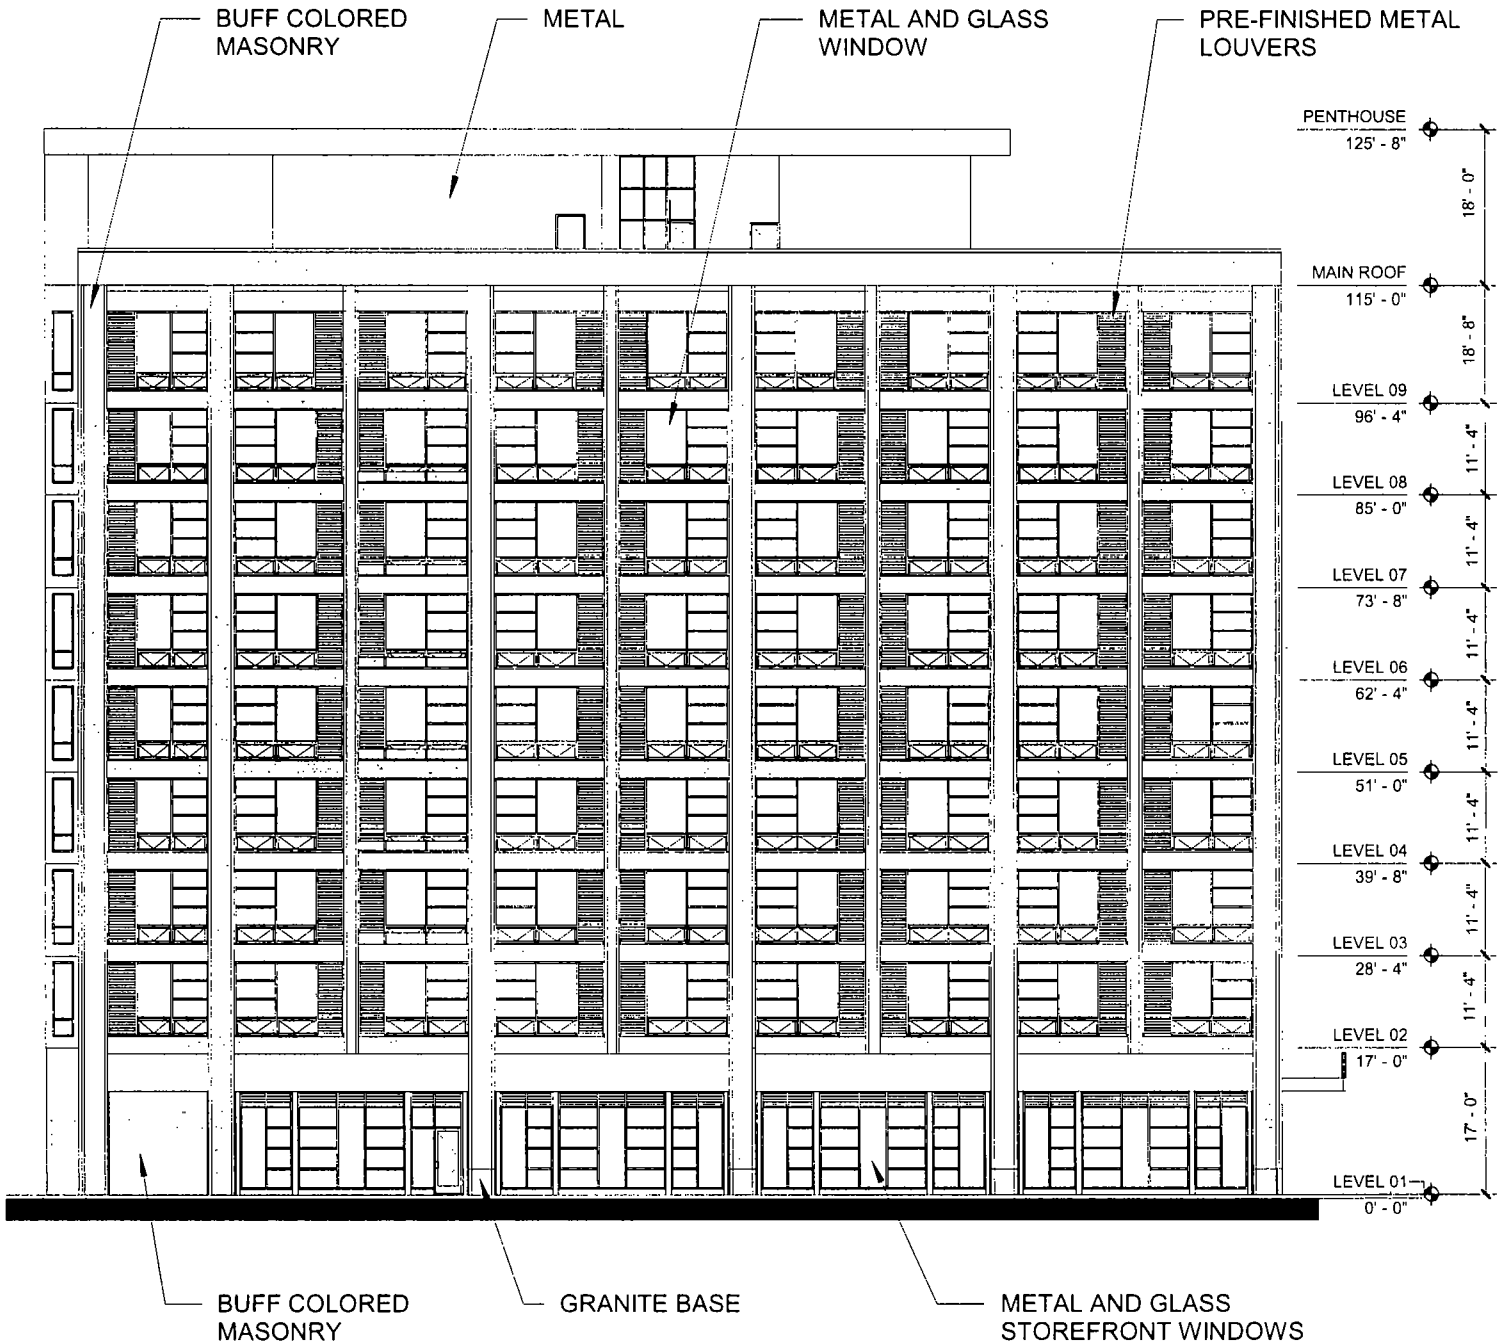 BUFF COLORED
MASONRY
METAL
METAL AND GLASS
WINDOW
PRE-FINISHED METAL
LOUVERS
PENTHOUSE
125' - 8"
18' - 0"
MAIN ROOF
115' - 0"
18' - 8"
LEVEL 09
96' - 4"
11' - 4"
LEVEL 08
85' - 0"
11' - 4"
LEVEL 07
73' - 8"
11' - 4"
LEVEL 06
62' - 4"
11' - 4"
LEVEL 05
51' - 0"
11' - 4"
LEVEL 04
39' - 8"
11' - 4"
LEVEL 03
28' - 4"
11' - 4"
LEVEL 02
17' - 0"
17' - 0"
LEVEL 01
0' - 0"
BUFF COLORED
MASONRY
GRANITE BASE
METAL AND GLASS
STOREFRONT WINDOWS